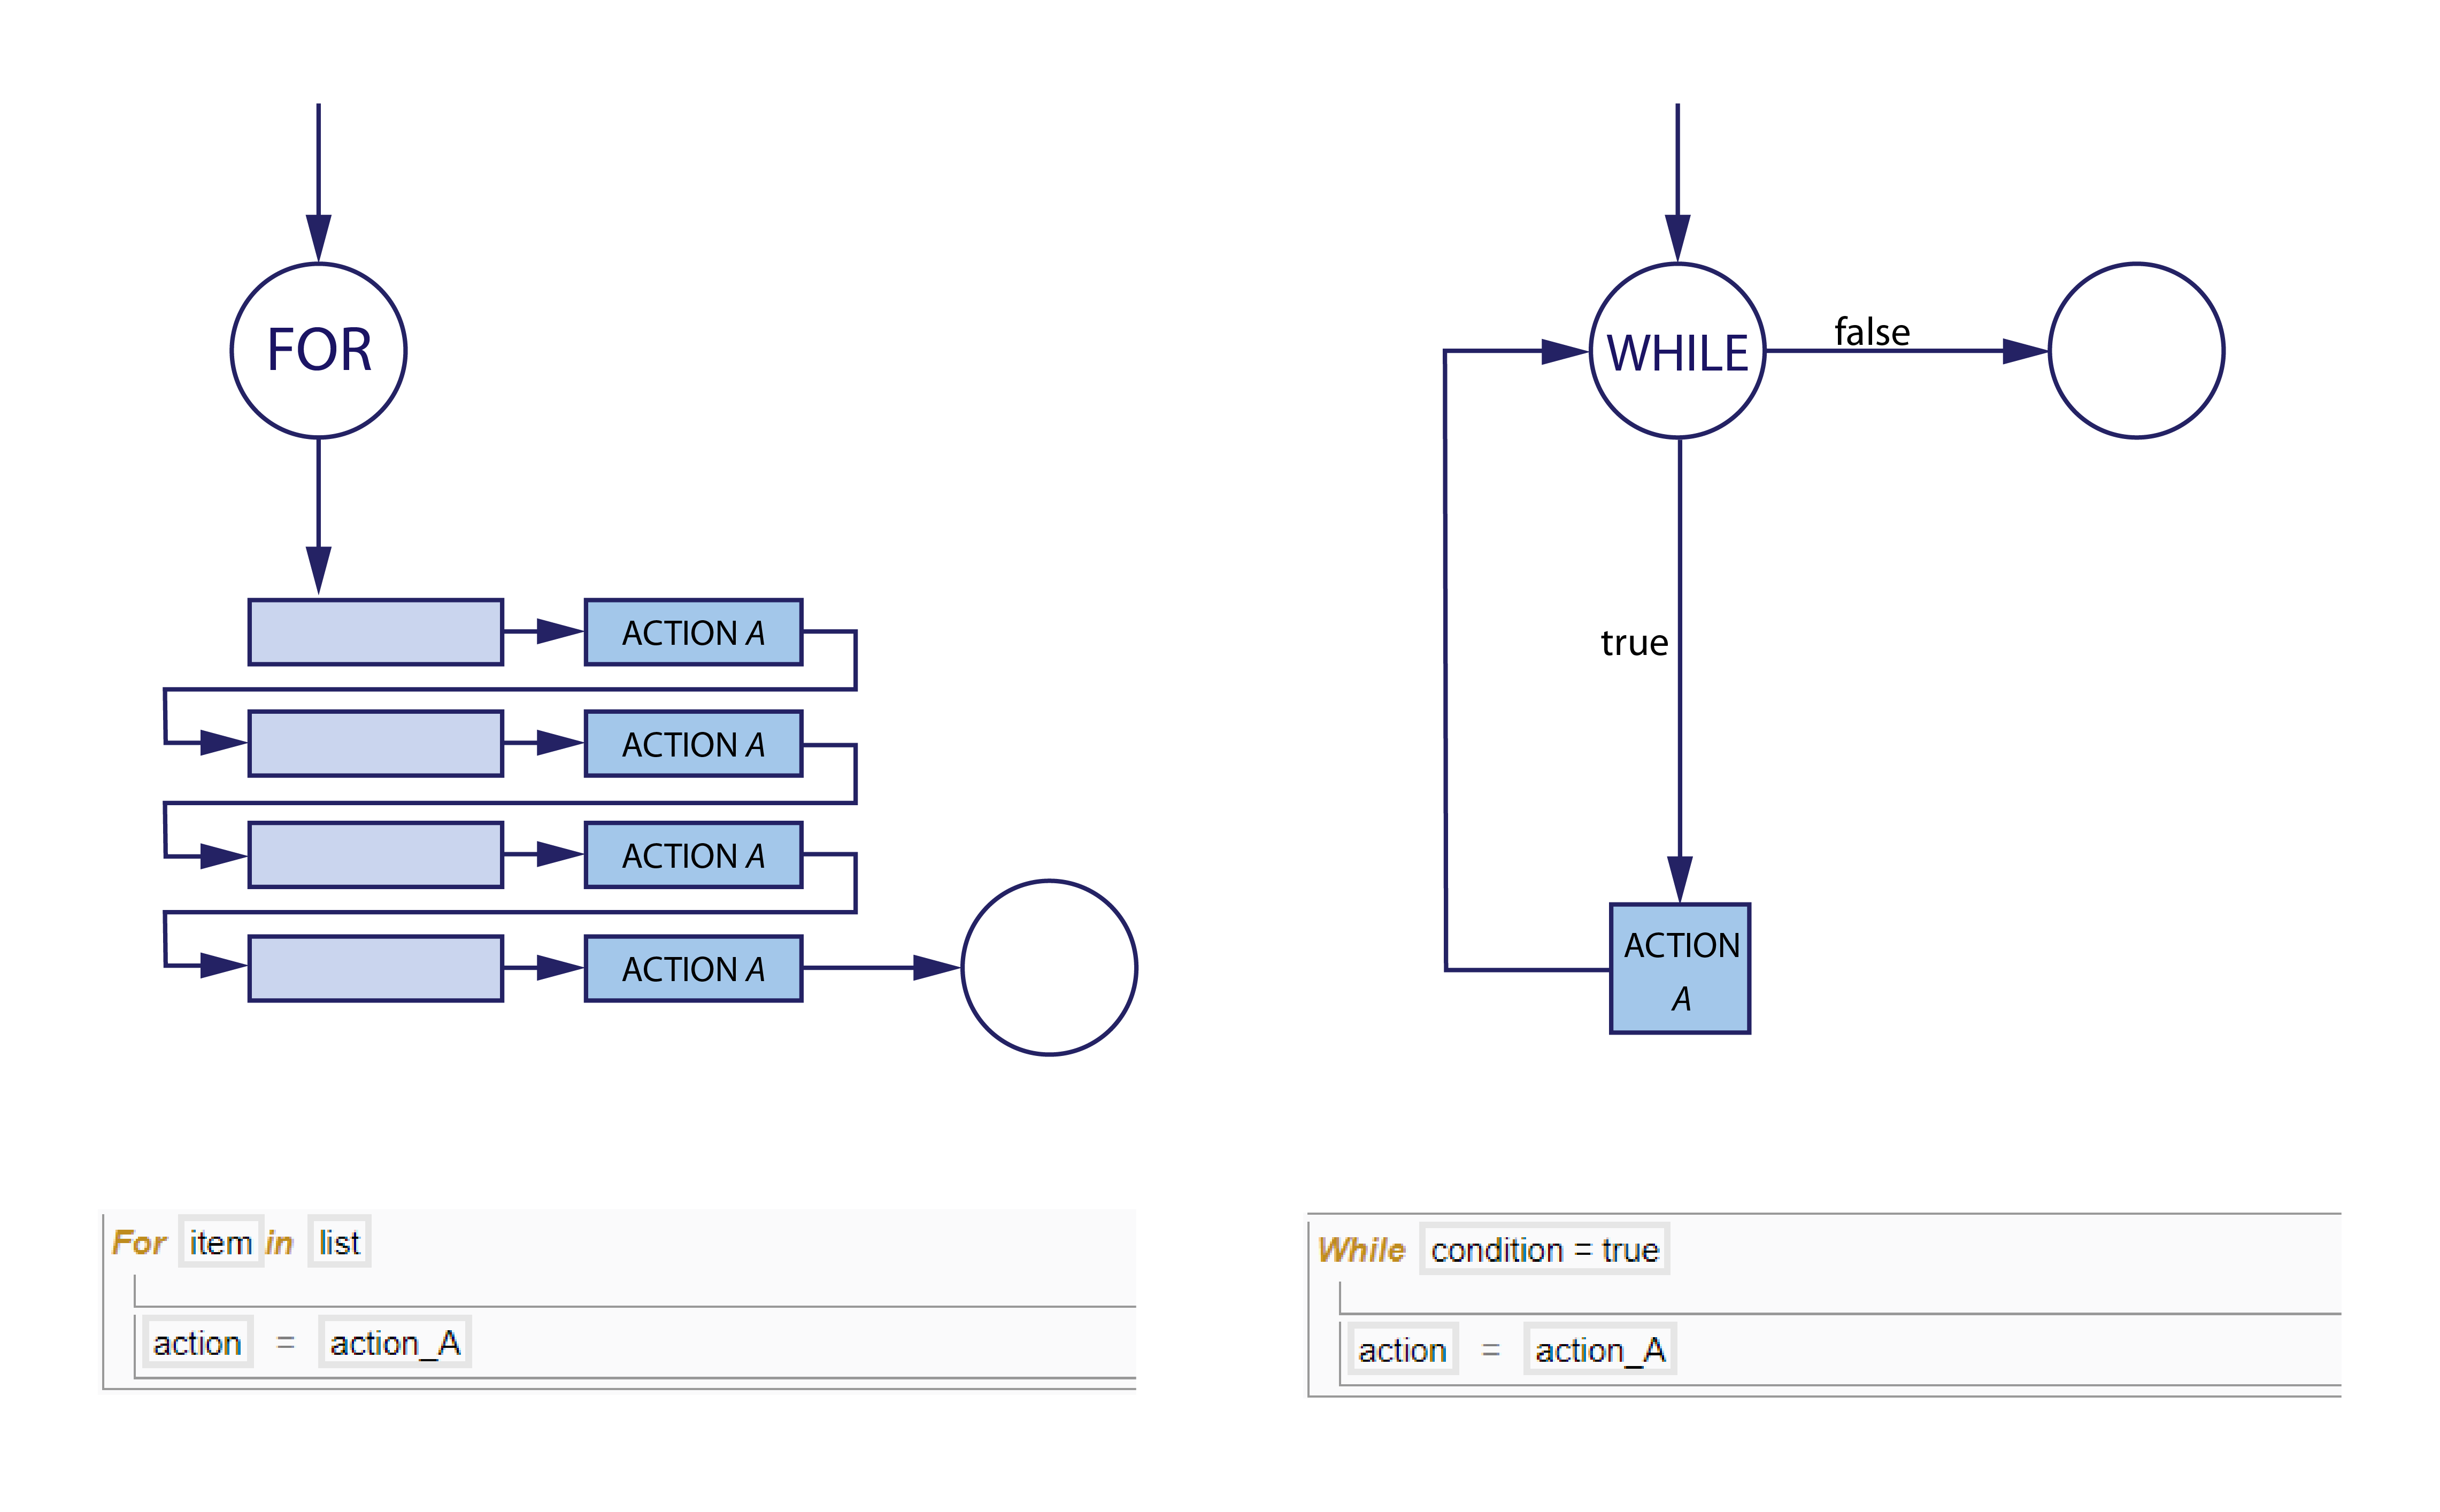 FOR
ACTION A
ACTION A
ACTION A
ACTION A
WHILE
false
true
ACTION
A
For item in list
action = action_A
While condition = true
action = action_A